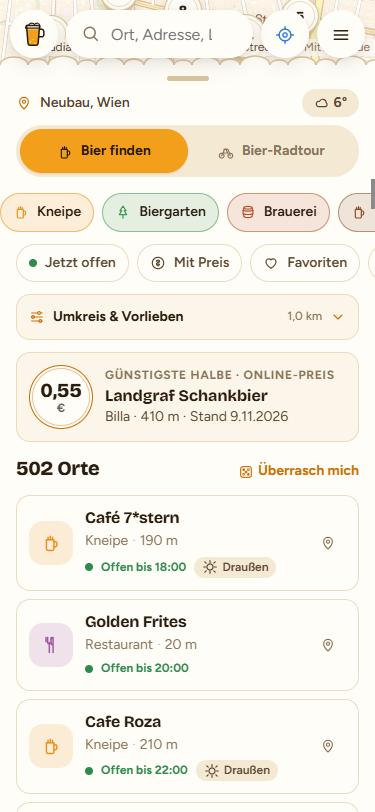 Ort, Adresse, L
Neubau, Wien
6°
Bier finden
Bier-Radtour
Kneipe
Biergarten
Brauerei
Jetzt offen
Mit Preis
Favoriten
Umkreis & Vorlieben
1,0 km
0,55
€
GÜNSTIGSTE HALBE · ONLINE-PREIS
Landgraf Schankbier
Billa · 410 m · Stand 9.11.2026
502 Orte
Überrasch mich
Café 7*stern
Kneipe · 190 m
Offen bis 18:00
Draußen
Golden Frites
Restaurant · 20 m
Offen bis 20:00
Cafe Roza
Kneipe · 210 m
Offen bis 22:00
Draußen